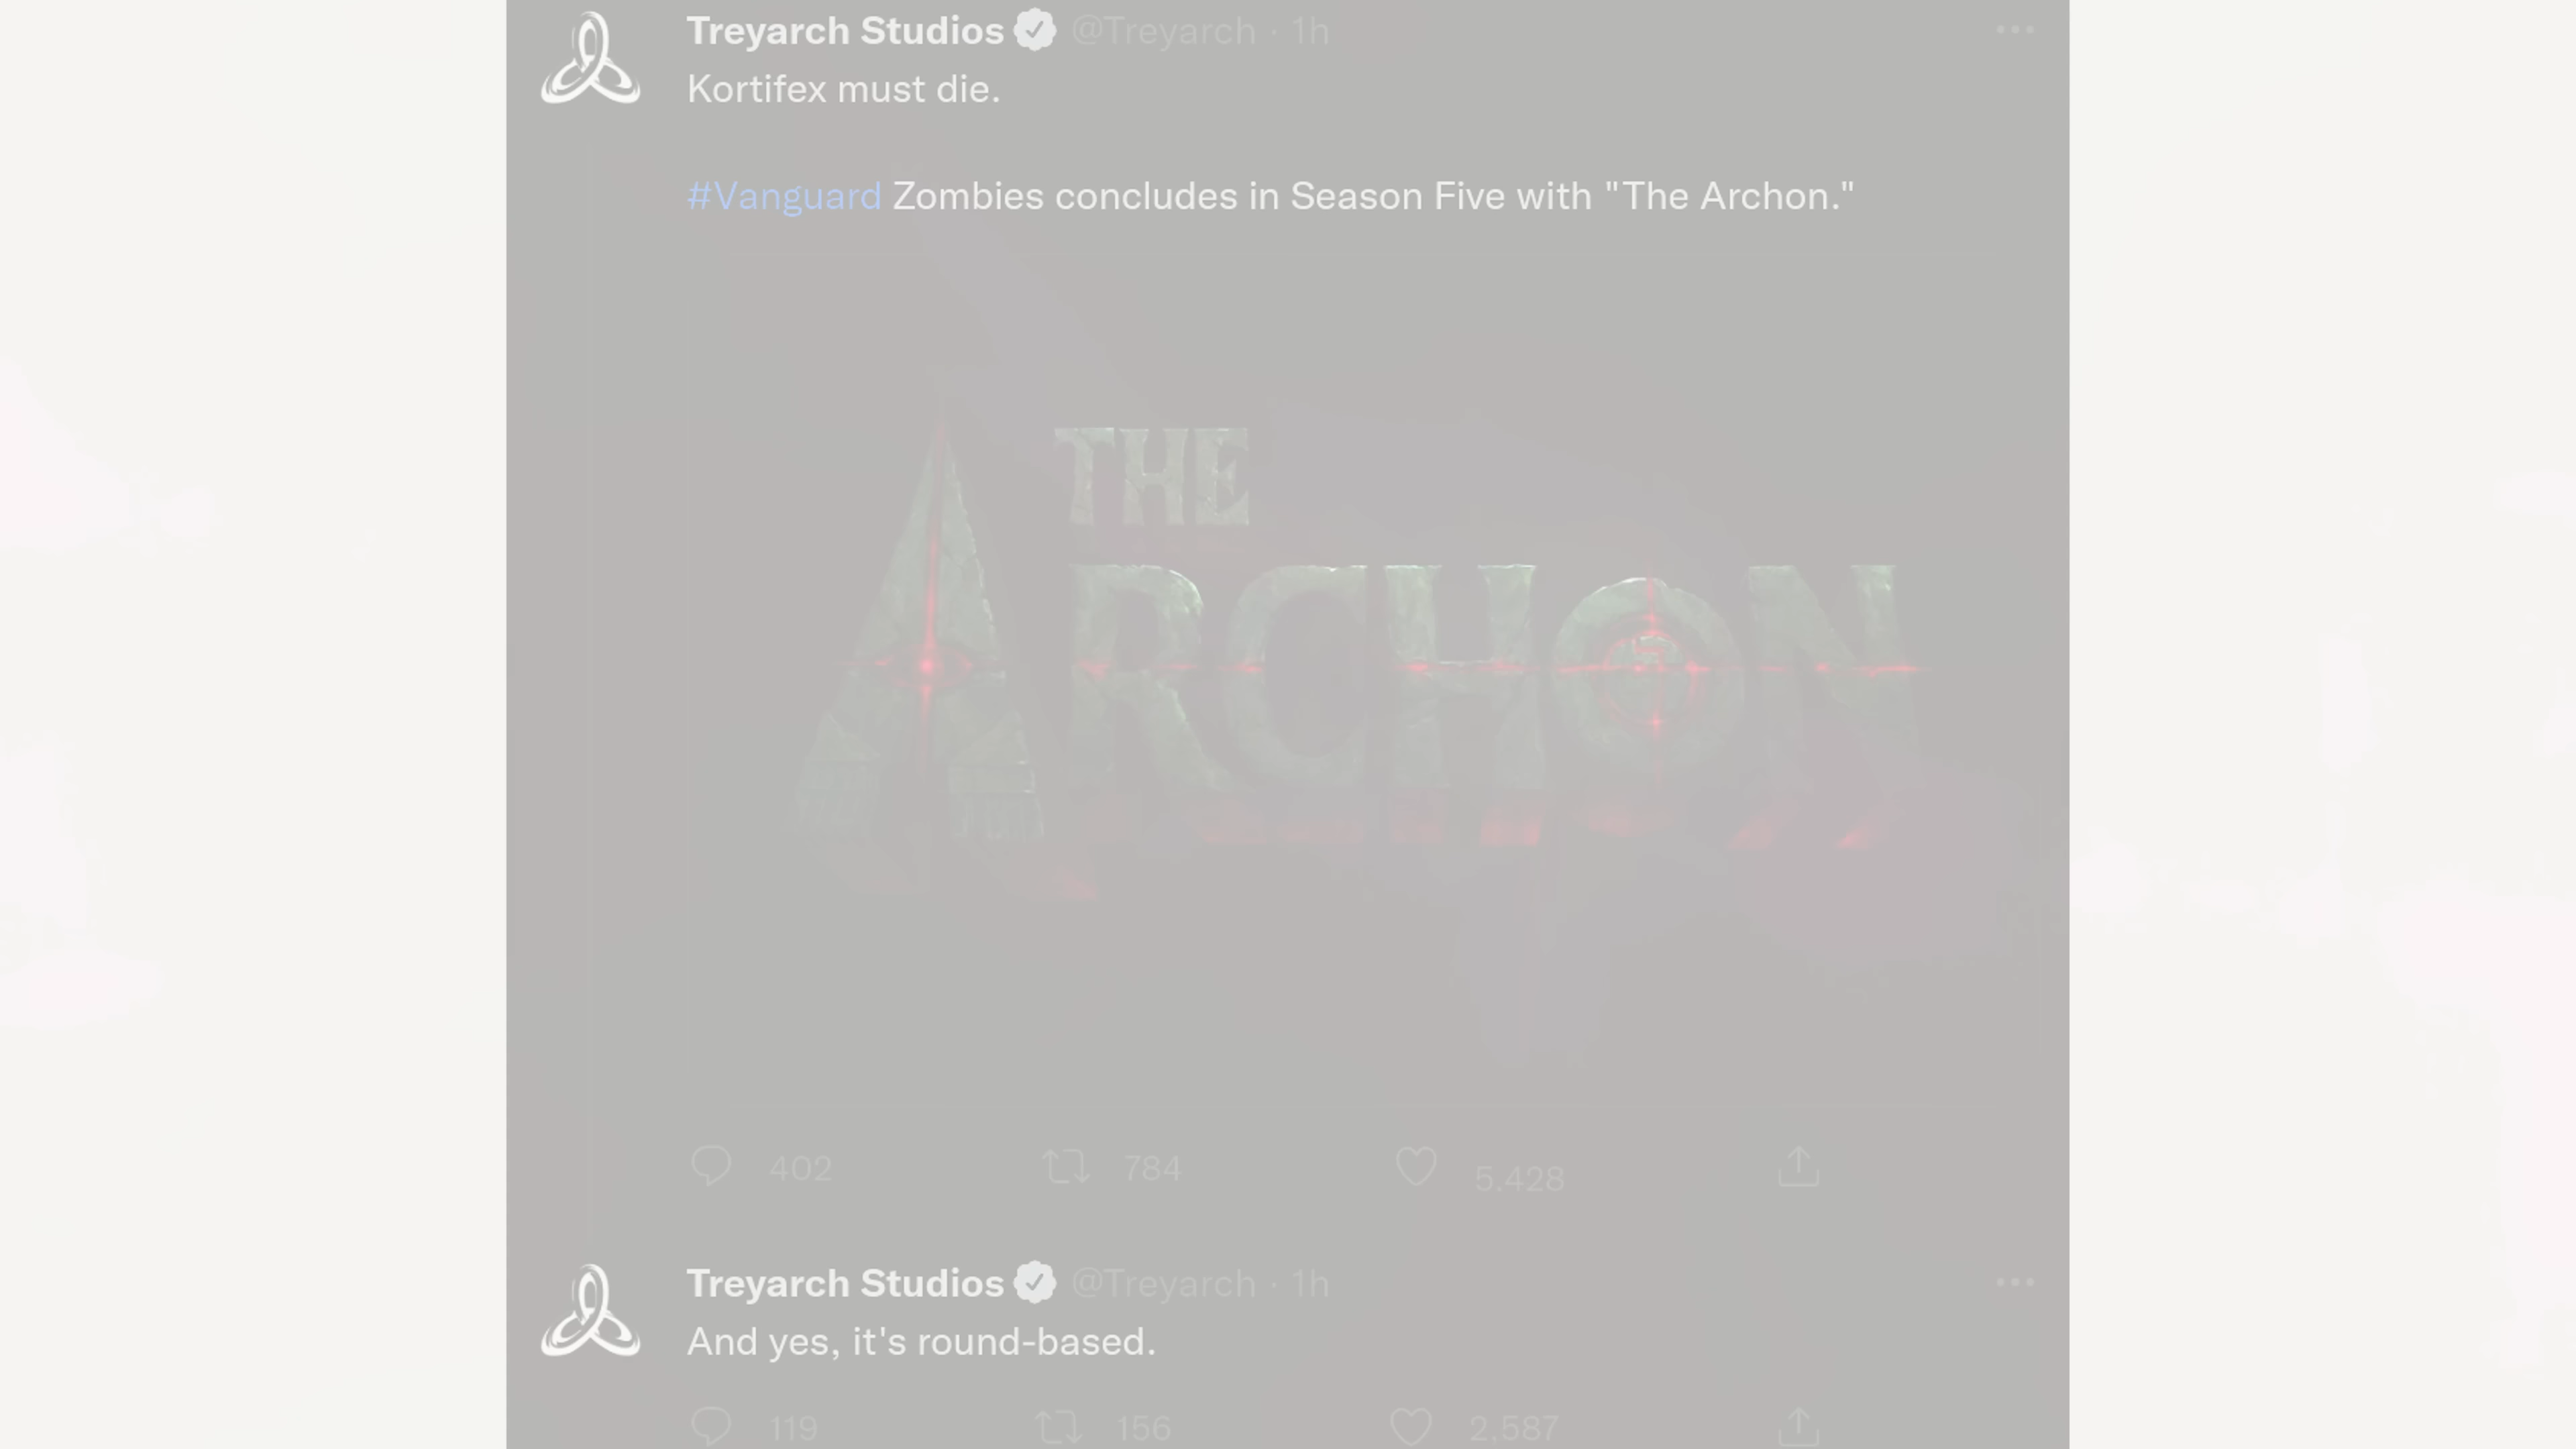 Treyarch Studios @Treyarch · 1h
Kortifex must die.
#Vanguard Zombies concludes in Season Five with "The Archon."
THE
ARCHON
402 784 5.428
Treyarch Studios @Treyarch · 1h
And yes, it's round-based.
119 156 2.587